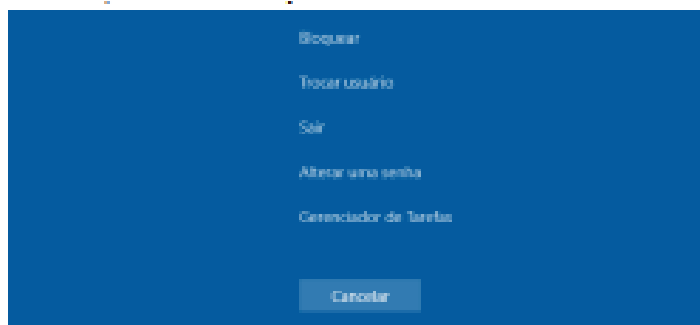 Bloquear
Trocar usuário
Sair
Alterar uma senha
Gerenciador de Tarefas
Cancelar